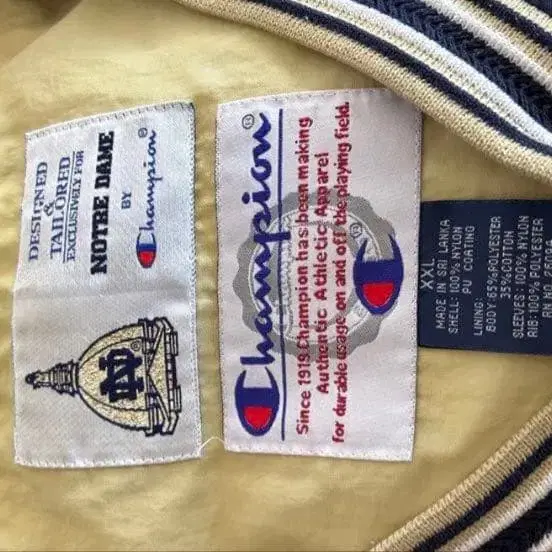 DESIGNED
&
TAILORED
EXCLUSIVELY FOR
NOTRE DAME
BY
Champion®
ND
®
Champion®
Since 1919 Champion has been making
Authentic Athletic Apparel
for durable usage on and off the playing field.
XXL
MADE IN SRI LANKA
SHELL: 100% NYLON
PU COATING
LINING:
BODY: 65% POLYESTER
35% COTTON
SLEEVES: 100% NYLON
RIB: 100% POLYESTER